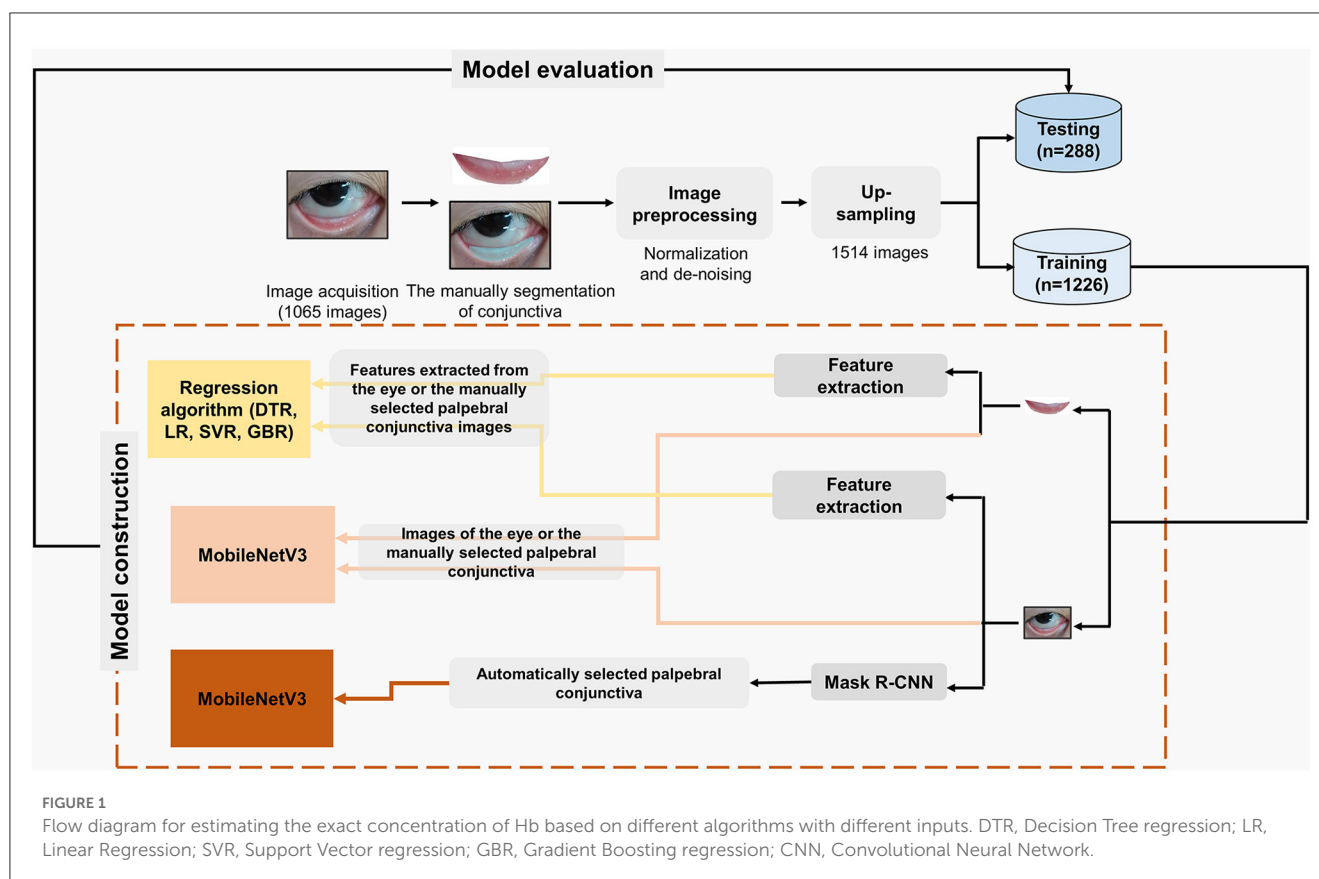 Model evaluation
Testing
(n=288)
Image
preprocessing
Up-
sampling
Normalization
and de-noising
1514 images
Training
(n=1226)
Image acquisition
(1065 images)
The manually segmentation
of conjunctiva
Model construction
Regression
algorithm (DTR,
LR, SVR, GBR)
Features extracted from
the eye or the manually
selected palpebral
conjunctiva images
Feature
extraction
Feature
extraction
MobileNetV3
Images of the eye or the
manually selected palpebral
conjunctiva
MobileNetV3
Automatically selected palpebral
conjunctiva
Mask R-CNN
FIGURE 1
Flow diagram for estimating the exact concentration of Hb based on different algorithms with different inputs. DTR, Decision Tree regression; LR,
Linear Regression; SVR, Support Vector regression; GBR, Gradient Boosting regression; CNN, Convolutional Neural Network.